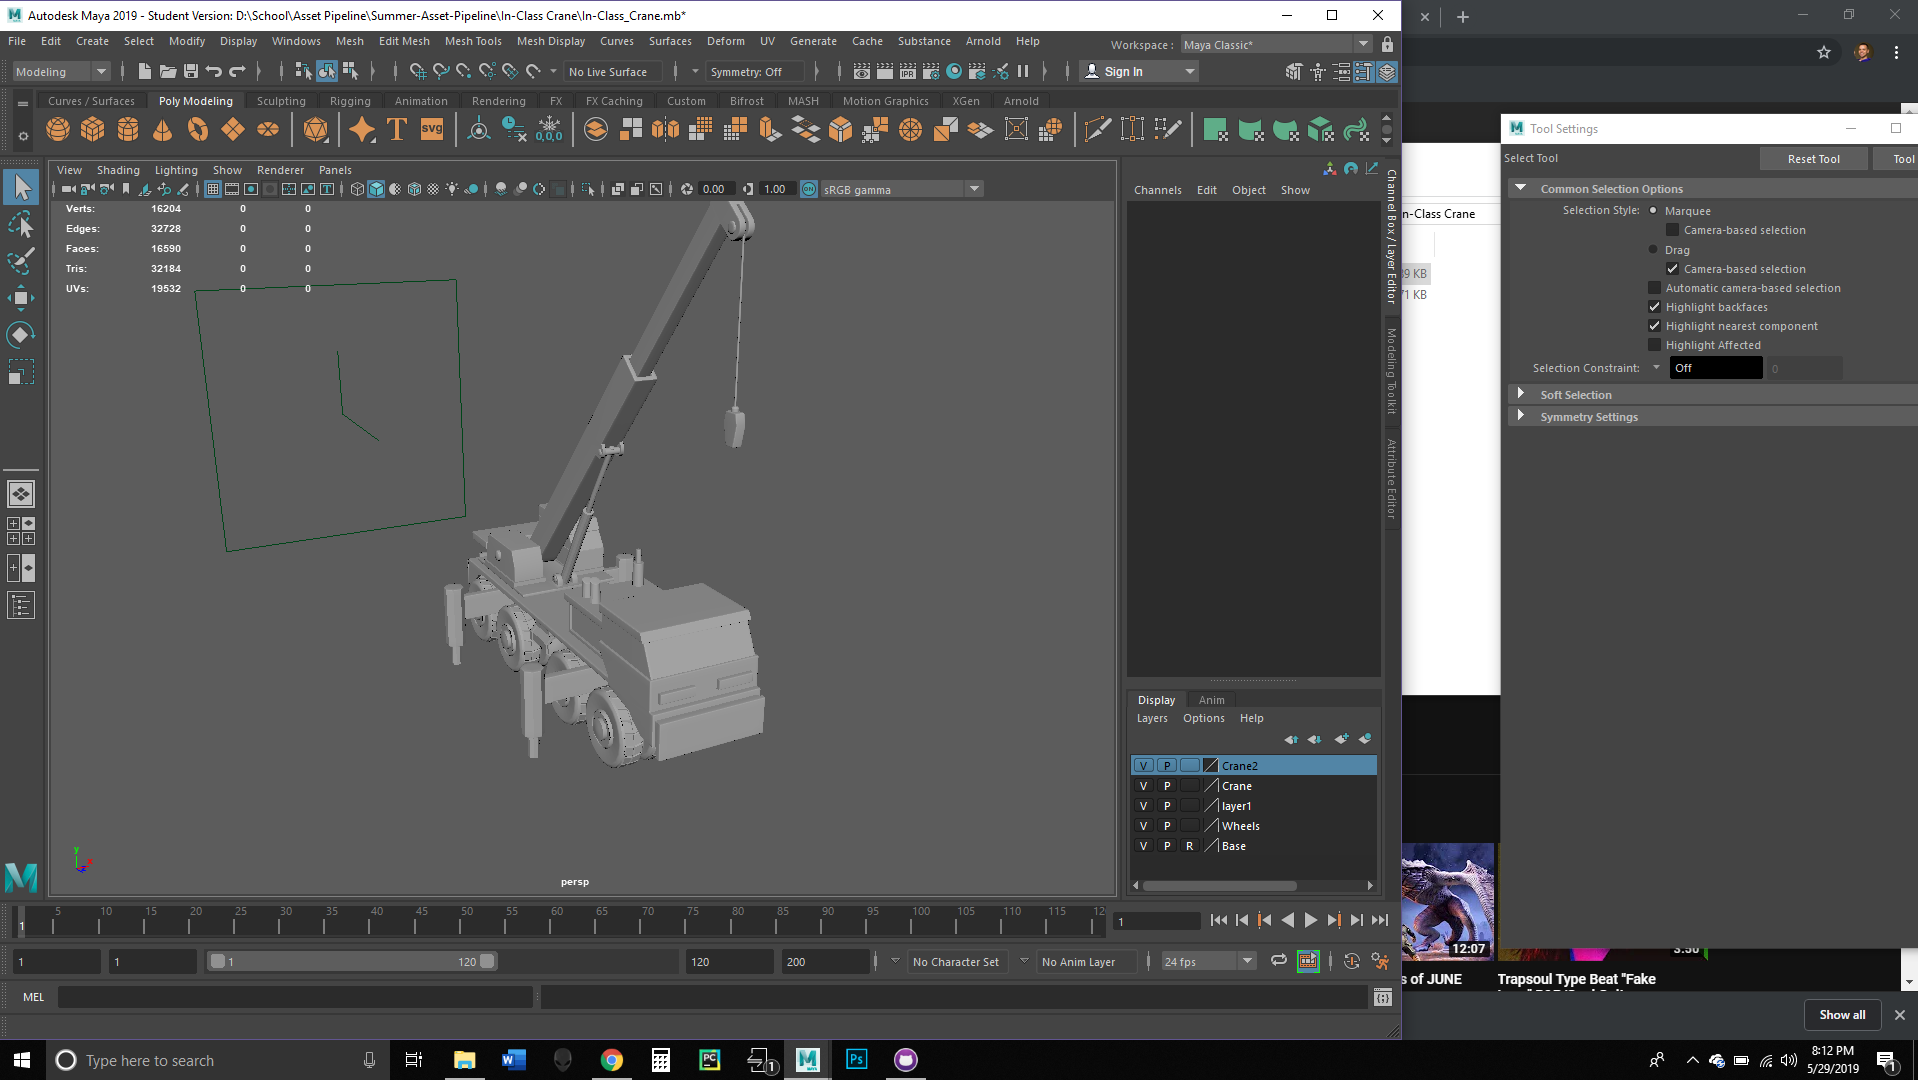 Autodesk Maya 2019 - Student Version: D:\School\Asset Pipeline\Summer-Asset-Pipeline\In-Class Crane\In-Class_Crane.mb*
File Edit Create Select Modify Display Windows Mesh Edit Mesh Mesh Tools Mesh Display Curves Surfaces Deform UV Generate Cache Substance Arnold Help
Workspace : Maya Classic*
Modeling No Live Surface Symmetry: Off Sign In
Curves / Surfaces Poly Modeling Sculpting Rigging Animation Rendering FX FX Caching Custom Bifrost MASH Motion Graphics XGen Arnold
View Shading Lighting Show Renderer Panels
0.00 1.00 sRGB gamma
Verts: 16204 0 0
Edges: 32728 0 0
Faces: 16590 0 0
Tris: 32184 0 0
UVs: 19532 0 0
persp
Channels Edit Object Show
Channel Box / Layer Editor
Modeling Toolkit
Attribute Editor
Display Anim
Layers Options Help
V P Crane2
V P Crane
V P layer1
V P Wheels
V P R Base
Tool Settings
Select Tool Reset Tool Tool
Common Selection Options
Selection Style: Marquee
Camera-based selection
Drag
Camera-based selection
Automatic camera-based selection
Highlight backfaces
Highlight nearest component
Highlight Affected
Selection Constraint: Off 0
Soft Selection
Symmetry Settings
n-Class Crane
39 KB
71 KB
12:07
3:50
s of JUNE
Trapsoul Type Beat "Fake
Show all
1 5 10 15 20 25 30 35 40 45 50 55 60 65 70 75 80 85 90 95 100 105 110 115 12
1
1 1 1 120 120 200 No Character Set No Anim Layer 24 fps
MEL
Type here to search
8:12 PM
5/29/2019